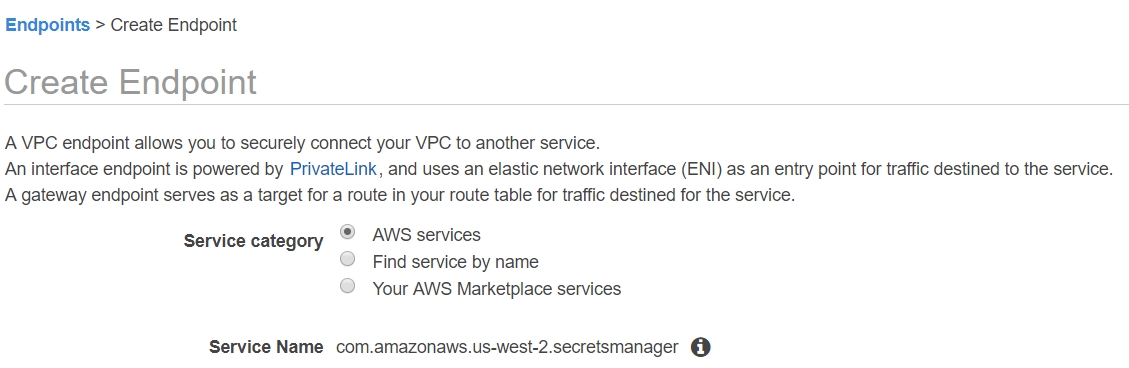 Endpoints > Create Endpoint
Create Endpoint
A VPC endpoint allows you to securely connect your VPC to another service.
An interface endpoint is powered by PrivateLink, and uses an elastic network interface (ENI) as an entry point for traffic destined to the service.
A gateway endpoint serves as a target for a route in your route table for traffic destined for the service.
Service category AWS services
Find service by name
Your AWS Marketplace services
Service Name com.amazonaws.us-west-2.secretsmanager